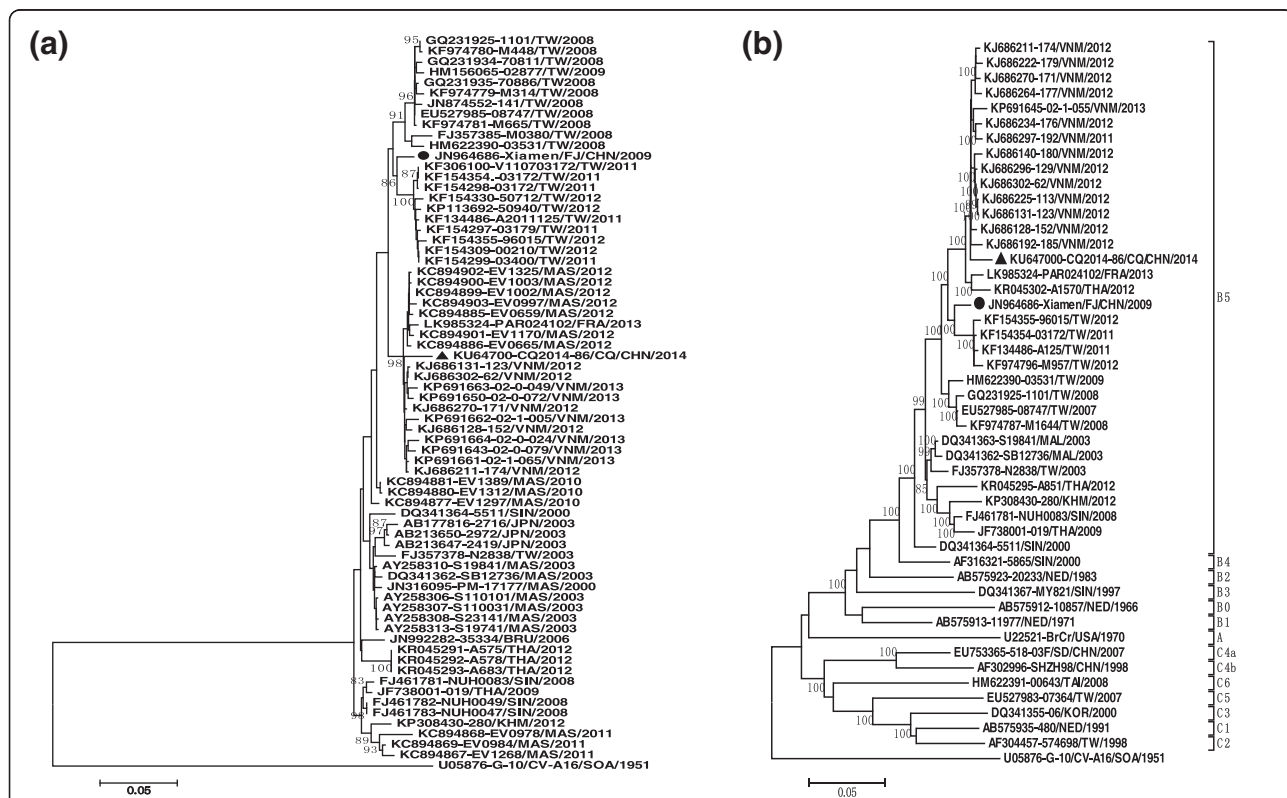 (a)
95
GQ231925-1101/TW/2008
KF974780-M448/TW/2008
GQ231934-70811/TW/2008
HM156065-02877/TW/2009
GQ231935-70886/TW/2008
KF974779-M314/TW/2008
96
JN874552-141/TW/2008
EU527985-08747/TW/2008
91
KF974781-M665/TW/2008
FJ357385-M0380/TW/2008
HM622390-03531/TW/2008
JN964686-Xiamen/FJ/CHN/2009
86
87
KF306100-V110703172/TW/2011
KF154354.-03172/TW/2011
KF154298-03172/TW/2011
100
KF154330-50712/TW/2012
KP113692-50940/TW/2012
KF134486-A2011125/TW/2011
KF154297-03179/TW/2011
KF154355-96015/TW/2012
KF154309-00210/TW/2012
KF154299-03400/TW/2011
KC894902-EV1325/MAS/2012
KC894900-EV1003/MAS/2012
KC894899-EV1002/MAS/2012
KC894903-EV0997/MAS/2012
KC894885-EV0659/MAS/2012
LK985324-PAR024102/FRA/2013
KC894901-EV1170/MAS/2012
KC894886-EV0665/MAS/2012
KU64700-CQ2014-86/CQ/CHN/2014
98
KJ686131-123/VNM/2012
KJ686302-62/VNM/2012
KP691663-02-0-049/VNM/2013
KP691650-02-0-072/VNM/2013
KJ686270-171/VNM/2012
KP691662-02-1-005/VNM/2013
KJ686128-152/VNM/2012
KP691664-02-0-024/VNM/2013
KP691643-02-0-079/VNM/2013
KP691661-02-1-065/VNM/2013
KJ686211-174/VNM/2012
KC894881-EV1389/MAS/2010
KC894880-EV1312/MAS/2010
KC894877-EV1297/MAS/2010
DQ341364-5511/SIN/2000
87
AB177816-2716/JPN/2003
97
AB213650-2972/JPN/2003
AB213647-2419/JPN/2003
FJ357378-N2838/TW/2003
AY258310-S19841/MAS/2003
DQ341362-SB12736/MAS/2003
JN316095-PM-17177/MAS/2000
AY258306-S110101/MAS/2003
AY258307-S110031/MAS/2003
AY258308-S23141/MAS/2003
AY258313-S19741/MAS/2003
JN992282-35334/BRU/2006
KR045291-A575/THA/2012
KR045292-A578/THA/2012
100
KR045293-A683/THA/2012
83
FJ461781-NUH0083/SIN/2008
JF738001-019/THA/2009
FJ461782-NUH0049/SIN/2008
98
FJ461783-NUH0047/SIN/2008
KP308430-280/KHM/2012
KC894868-EV0978/MAS/2011
89
KC894869-EV0984/MAS/2011
93
KC894867-EV1268/MAS/2011
U05876-G-10/CV-A16/SOA/1951
0.05
(b)
KJ686211-174/VNM/2012
KJ686222-179/VNM/2012
100
KJ686270-171/VNM/2012
KJ686264-177/VNM/2012
KP691645-02-1-055/VNM/2013
KJ686234-176/VNM/2012
100
KJ686297-192/VNM/2011
KJ686140-180/VNM/2012
KJ686296-129/VNM/2012
100
KJ686302-62/VNM/2012
100
KJ686225-113/VNM/2012
100
KJ686131-123/VNM/2012
KJ686128-152/VNM/2012
100
KJ686192-185/VNM/2012
KU647000-CQ2014-86/CQ/CHN/2014
100
LK985324-PAR024102/FRA/2013
KR045302-A1570/THA/2012
B5
JN964686-Xiamen/FJ/CHN/2009
100
KF154355-96015/TW/2012
100
KF154354-03172/TW/2011
100
KF134486-A125/TW/2011
KF974796-M957/TW/2012
HM622390-03531/TW/2009
100
GQ231925-1101/TW/2008
99
EU527985-08747/TW/2007
100
KF974787-M1644/TW/2008
100
DQ341363-S19841/MAL/2003
99
DQ341362-SB12736/MAL/2003
100
FJ357378-N2838/TW/2003
85
KR045295-A851/THA/2012
100
KP308430-280/KHM/2012
100
FJ461781-NUH0083/SIN/2008
100
JF738001-019/THA/2009
100
DQ341364-5511/SIN/2000
AF316321-5865/SIN/2000
B4
AB575923-20233/NED/1983
B2
DQ341367-MY821/SIN/1997
B3
100
AB575912-10857/NED/1966
B0
AB575913-11977/NED/1971
B1
U22521-BrCr/USA/1970
A
100
EU753365-518-03F/SD/CHN/2007
C4a
AF302996-SHZH98/CHN/1998
C4b
100
HM622391-00643/TAI/2008
C6
EU527983-07364/TW/2007
C5
100
DQ341355-06/KOR/2000
C3
100
AB575935-480/NED/1991
C1
100
AF304457-574698/TW/1998
C2
U05876-G-10/CV-A16/SOA/1951
0.05